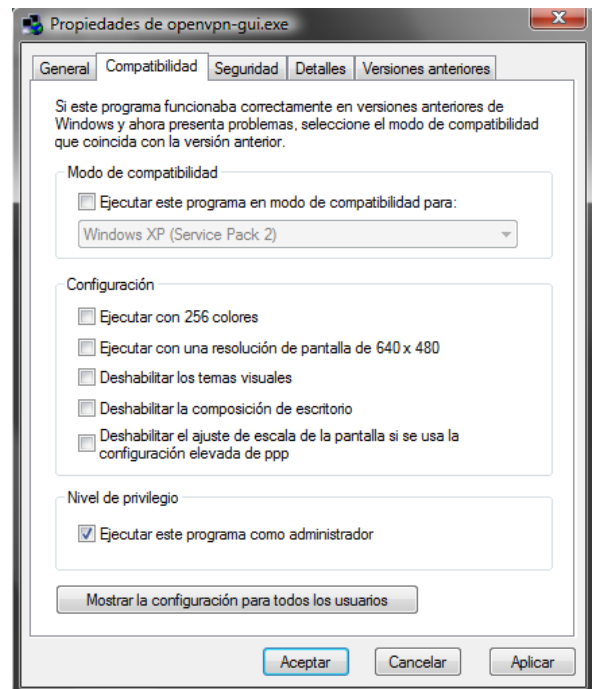 Propiedades de openvpn-gui.exe
General Compatibilidad Seguridad Detalles Versiones anteriores
Si este programa funcionaba correctamente en versiones anteriores de
Windows y ahora presenta problemas, seleccione el modo de compatibilidad
que coincida con la versión anterior.
Modo de compatibilidad
Ejecutar este programa en modo de compatibilidad para:
Windows XP (Service Pack 2)
Configuración
Ejecutar con 256 colores
Ejecutar con una resolución de pantalla de 640 x 480
Deshabilitar los temas visuales
Deshabilitar la composición de escritorio
Deshabilitar el ajuste de escala de la pantalla si se usa la
configuración elevada de ppp
Nivel de privilegio
Ejecutar este programa como administrador
Mostrar la configuración para todos los usuarios
Aceptar Cancelar Aplicar